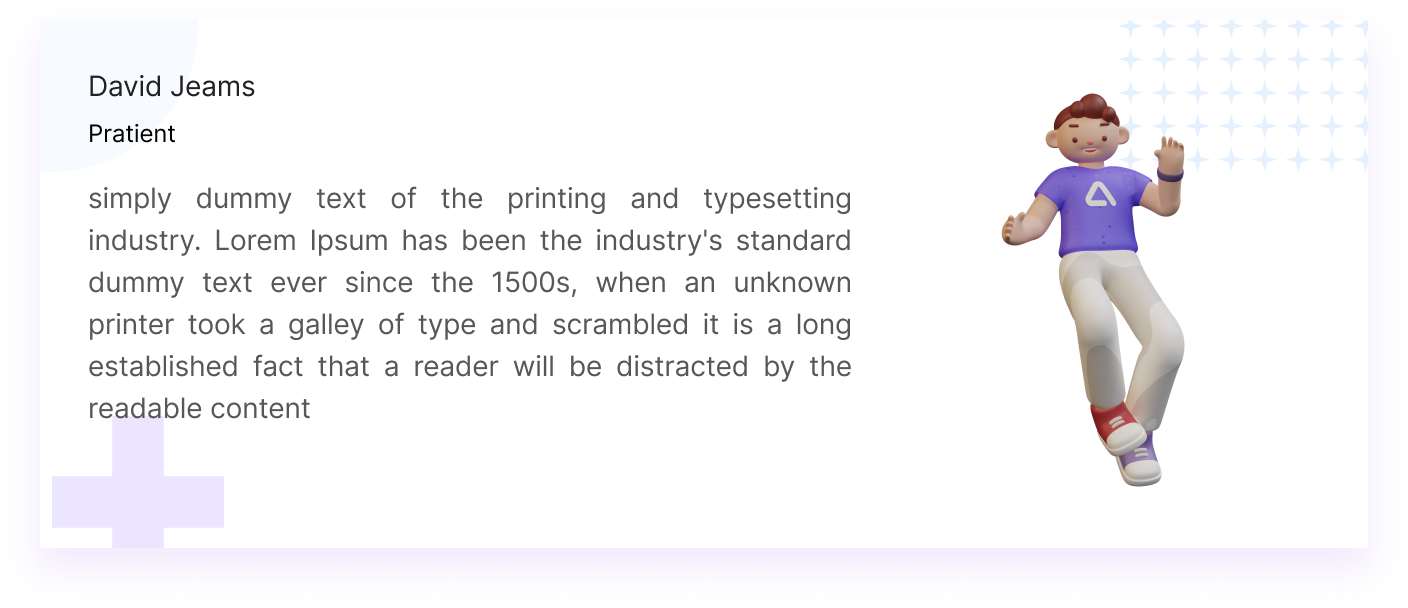 David Jeams
Pratient
simply dummy text of the printing and typesetting
industry. Lorem Ipsum has been the industry's standard
dummy text ever since the 1500s, when an unknown
printer took a galley of type and scrambled it is a long
established fact that a reader will be distracted by the
readable content